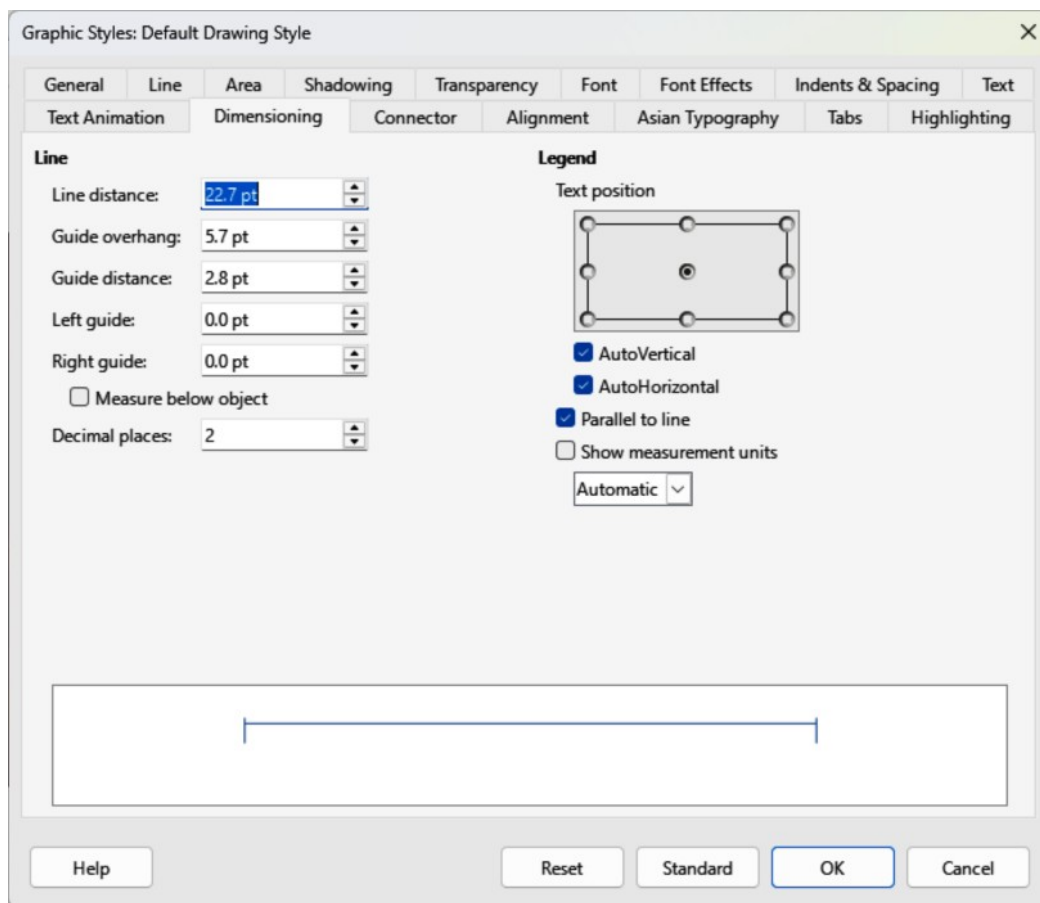 Graphic Styles: Default Drawing Style
General Line Area Shadowing Transparency Font Font Effects Indents & Spacing Text
Text Animation Dimensioning Connector Alignment Asian Typography Tabs Highlighting
Line
Line distance: 22.7 pt
Guide overhang: 5.7 pt
Guide distance: 2.8 pt
Left guide: 0.0 pt
Right guide: 0.0 pt
Measure below object
Decimal places: 2
Legend
Text position
AutoVertical
AutoHorizontal
Parallel to line
Show measurement units
Automatic
Help Reset Standard OK Cancel